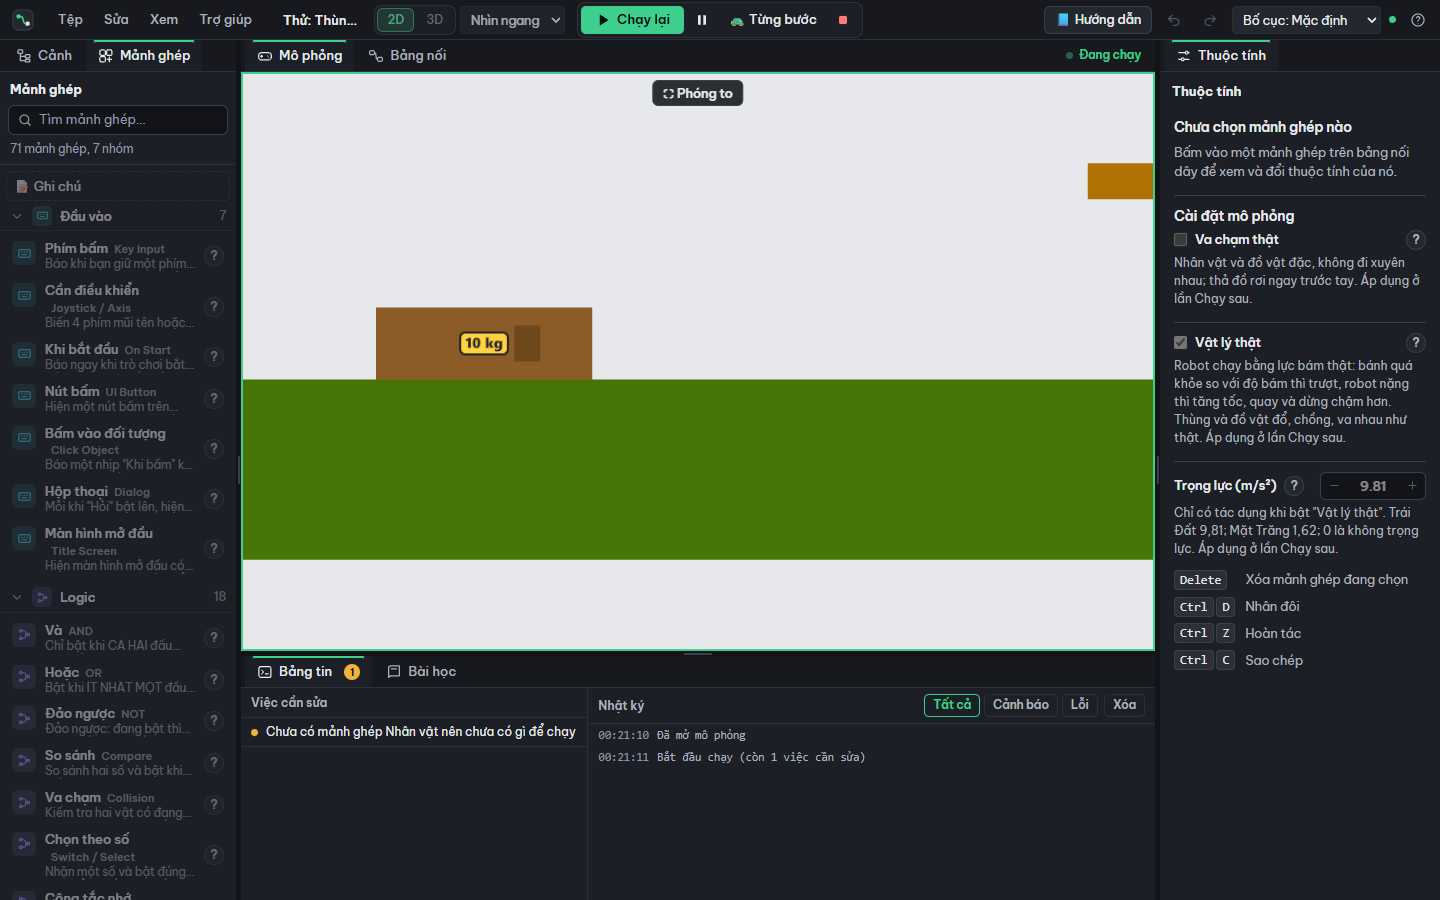 Tệp Sửa Xem Trợ giúp Thử: Thùn... 2D 3D Nhìn ngang Chạy lại Từng bước Hướng dẫn Bố cục: Mặc định
Cảnh Mảnh ghép
Mảnh ghép
Tìm mảnh ghép...
71 mảnh ghép, 7 nhóm
Ghi chú
Đầu vào 7
Phím bấm Key Input
Báo khi bạn giữ một phím...
Cần điều khiển
Joystick / Axis
Biến 4 phím mũi tên hoặc...
Khi bắt đầu On Start
Báo ngay khi trò chơi bắt...
Nút bấm UI Button
Hiện một nút bấm trên...
Bấm vào đối tượng
Click Object
Báo một nhịp "Khi bấm" k...
Hộp thoại Dialog
Mỗi khi "Hỏi" bật lên, hiện...
Màn hình mở đầu
Title Screen
Hiện màn hình mở đầu có...
Logic 18
Và AND
Chỉ bật khi CẢ HAI đầu...
Hoặc OR
Bật khi ÍT NHẤT MỘT đầu...
Đảo ngược NOT
Đảo ngược: đang bật thì...
So sánh Compare
So sánh hai số và bật khi...
Va chạm Collision
Kiểm tra hai vật có đang...
Chọn theo số
Switch / Select
Nhận một số và bật đúng...
Công tắc nhớ
Mô phỏng Bảng nối Đang chạy
Phóng to
10 kg
Bảng tin 1 Bài học
Việc cần sửa
Chưa có mảnh ghép Nhân vật nên chưa có gì để chạy
Nhật ký Tất cả Cảnh báo Lỗi Xóa
00:21:10 Đã mở mô phỏng
00:21:11 Bắt đầu chạy (còn 1 việc cần sửa)
Thuộc tính
Thuộc tính
Chưa chọn mảnh ghép nào
Bấm vào một mảnh ghép trên bảng nối
dây để xem và đổi thuộc tính của nó.
Cài đặt mô phỏng
Va chạm thật ?
Nhân vật và đồ vật đặc, không đi xuyên
nhau; thả đồ rơi ngay trước tay. Áp dụng ở
lần Chạy sau.
Vật lý thật ?
Robot chạy bằng lực bám thật: bánh quá
khỏe so với độ bám thì trượt, robot nặng
thì tăng tốc, quay và dừng chậm hơn.
Thùng và đồ vật đổ, chồng, va nhau như
thật. Áp dụng ở lần Chạy sau.
Trọng lực (m/s²) ? − 9.81 +
Chỉ có tác dụng khi bật "Vật lý thật". Trái
Đất 9,81; Mặt Trăng 1,62; 0 là không trọng
lực. Áp dụng ở lần Chạy sau.
Delete Xóa mảnh ghép đang chọn
Ctrl D Nhân đôi
Ctrl Z Hoàn tác
Ctrl C Sao chép